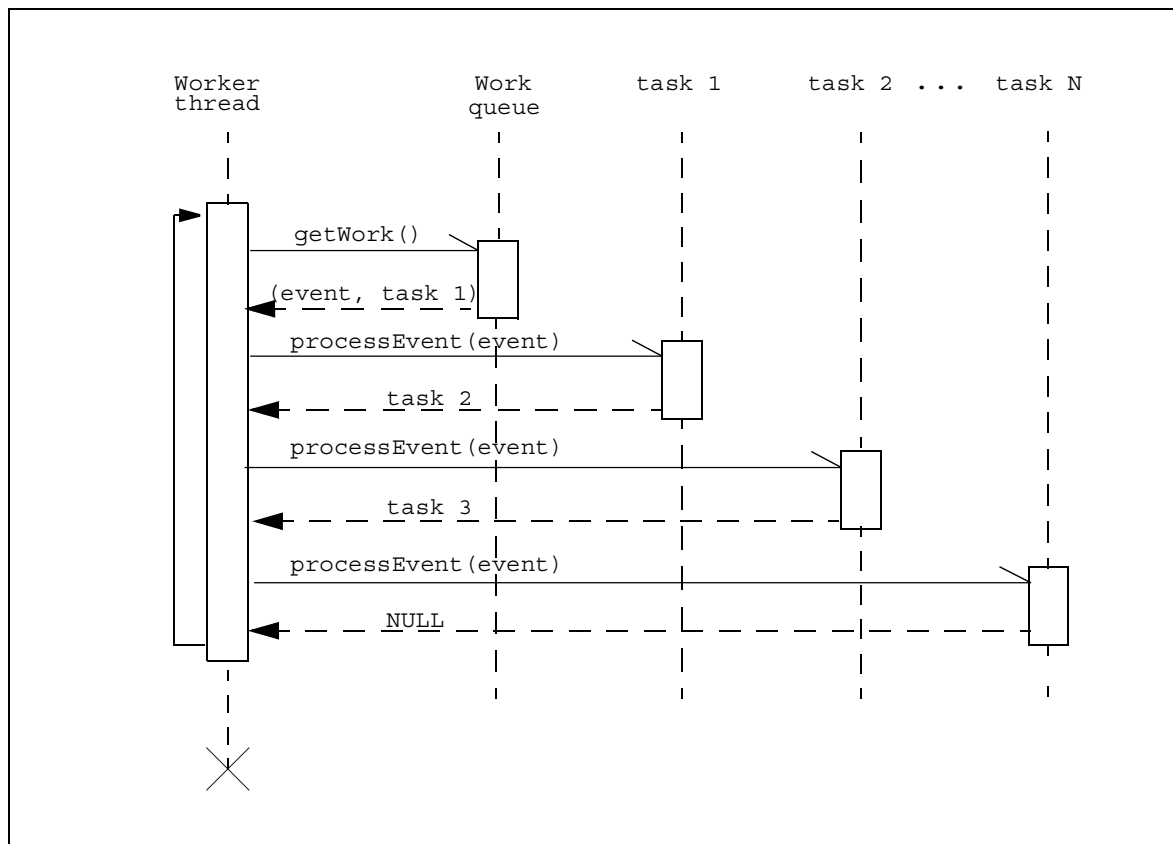 Worker
thread
Work
queue
task 1
task 2 ...
task N
getWork()
(event, task 1)
processEvent(event)
task 2
processEvent(event)
task 3
processEvent(event)
NULL